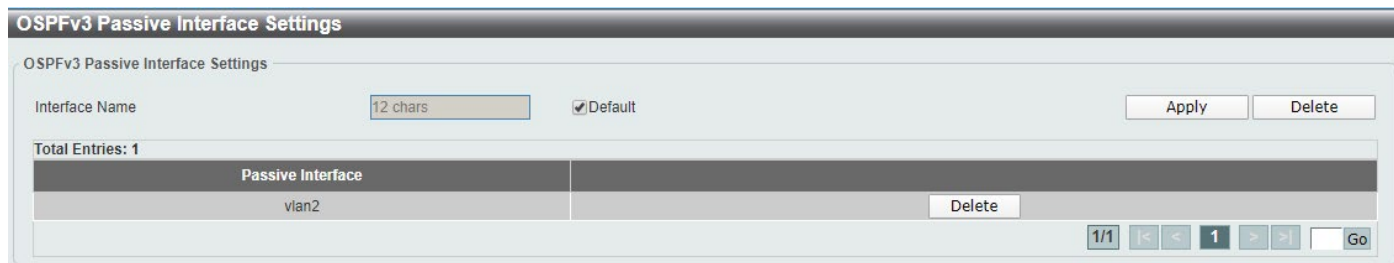 OSPFv3 Passive Interface Settings
OSPFv3 Passive Interface Settings
Interface Name 12 chars Default Apply Delete
Total Entries: 1
Passive Interface
vlan2 Delete
1/1 |< < 1 > >| Go